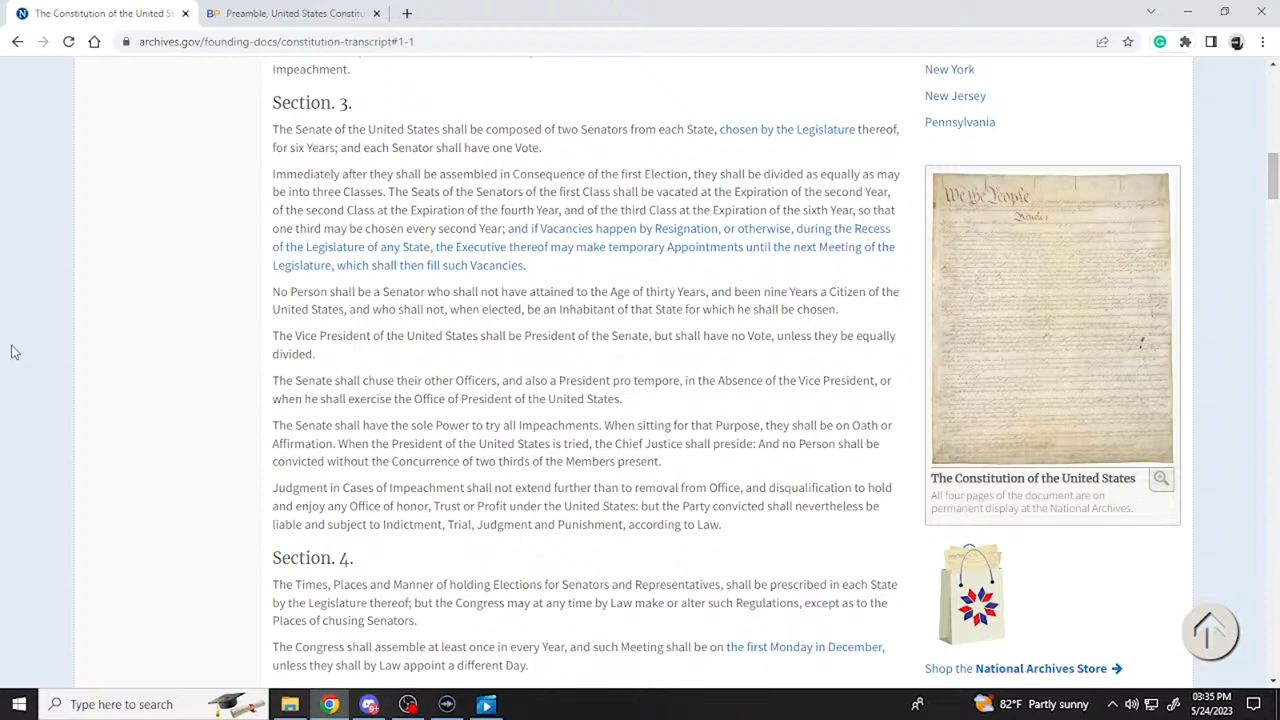 The Constitution of the United St
Preamble, United States Constitu
archives.gov/founding-docs/constitution-transcript#1-1
Impeachment.
Section. 3.
The Senate of the United States shall be composed of two Senators from each State, chosen by the Legislature thereof,
for six Years; and each Senator shall have one Vote.
Immediately after they shall be assembled in Consequence of the first Election, they shall be divided as equally as may
be into three Classes. The Seats of the Senators of the first Class shall be vacated at the Expiration of the second Year,
of the second Class at the Expiration of the fourth Year, and of the third Class at the Expiration of the sixth Year, so that
one third may be chosen every second Year; and if Vacancies happen by Resignation, or otherwise, during the Recess
of the Legislature of any State, the Executive thereof may make temporary Appointments until the next Meeting of the
Legislature, which shall then fill such Vacancies.
No Person shall be a Senator who shall not have attained to the Age of thirty Years, and been nine Years a Citizen of the
United States, and who shall not, when elected, be an Inhabitant of that State for which he shall be chosen.
The Vice President of the United States shall be President of the Senate, but shall have no Vote, unless they be equally
divided.
The Senate shall chuse their other Officers, and also a President pro tempore, in the Absence of the Vice President, or
when he shall exercise the Office of President of the United States.
The Senate shall have the sole Power to try all Impeachments. When sitting for that Purpose, they shall be on Oath or
Affirmation. When the President of the United States is tried, the Chief Justice shall preside: And no Person shall be
convicted without the Concurrence of two thirds of the Members present.
Judgment in Cases of Impeachment shall not extend further than to removal from Office, and disqualification to hold
and enjoy any Office of honor, Trust or Profit under the United States: but the Party convicted shall nevertheless be
liable and subject to Indictment, Trial, Judgment and Punishment, according to Law.
Section. 4.
The Times, Places and Manner of holding Elections for Senators and Representatives, shall be prescribed in each State
by the Legislature thereof; but the Congress may at any time by Law make or alter such Regulations, except as to the
Places of chusing Senators.
The Congress shall assemble at least once in every Year, and such Meeting shall be on the first Monday in December,
unless they shall by Law appoint a different Day.
New York
New Jersey
Pennsylvania
We the People
The Constitution of the United States
All four pages of the document are on
permanent display at the National Archives.
Shop the National Archives Store
Type here to search
82°F Partly sunny
03:35 PM
5/24/2023